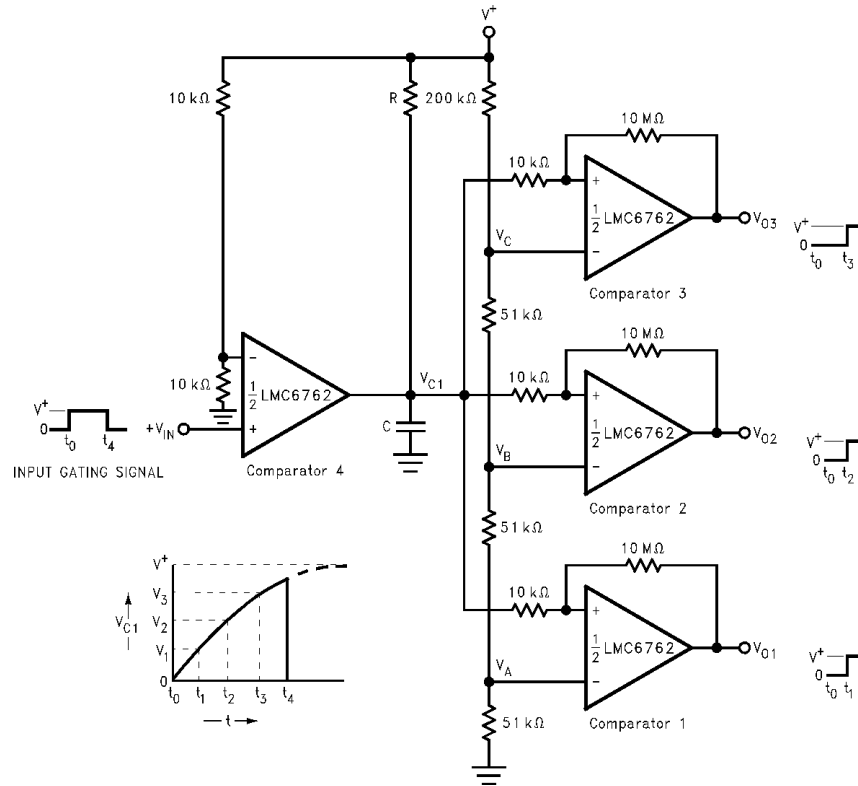 V+
10 kΩ
R
200 kΩ
10 MΩ
10 kΩ
+
1/2 LMC6762
−
VO3
V+
0
t0 t3
VC
Comparator 3
51 kΩ
10 MΩ
10 kΩ
+
1/2 LMC6762
−
VO2
V+
0
t0 t2
VB
Comparator 2
−
10 kΩ
1/2 LMC6762
+
VC1
C
V+
0
t0 t4
+VIN
INPUT GATING SIGNAL
Comparator 4
51 kΩ
10 MΩ
10 kΩ
+
1/2 LMC6762
−
VO1
V+
0
t0 t1
VA
Comparator 1
51 kΩ
V+
V3
V2
V1
0
VC1
t0 t1 t2 t3 t4
t